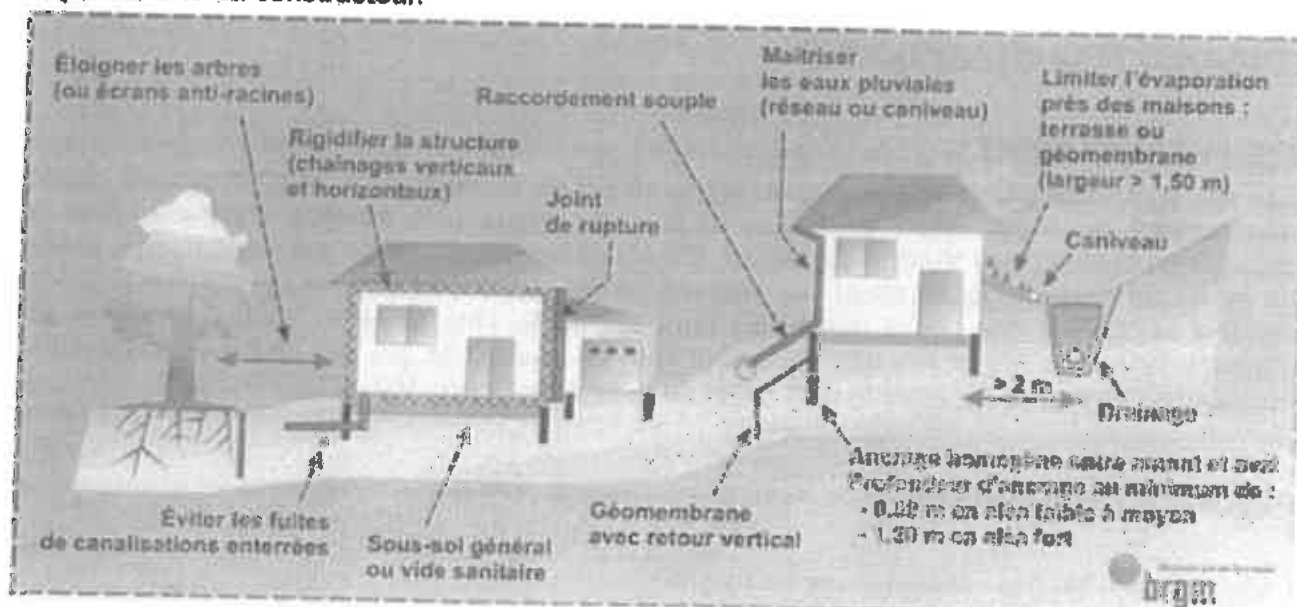 Éloigner les arbres
(ou écrans anti-racines)
Rigidifier la structure
(chaînages verticaux
et horizontaux)
Raccordement souple
Joint
de rupture
Maîtriser
les eaux pluviales
(réseau ou caniveau)
Limiter l'évaporation
près des maisons :
terrasse ou
géomembrane
(largeur > 1,50 m)
Caniveau
> 2 m
Drainage
Éviter les fuites
de canalisations enterrées
Sous-sol général
ou vide sanitaire
Géomembrane
avec retour vertical
Ancrage homogène entre amont et aval
Profondeur d'ancrage au minimum de :
m en aléa faible à moyen
- 1,20 m en aléa fort
brgm